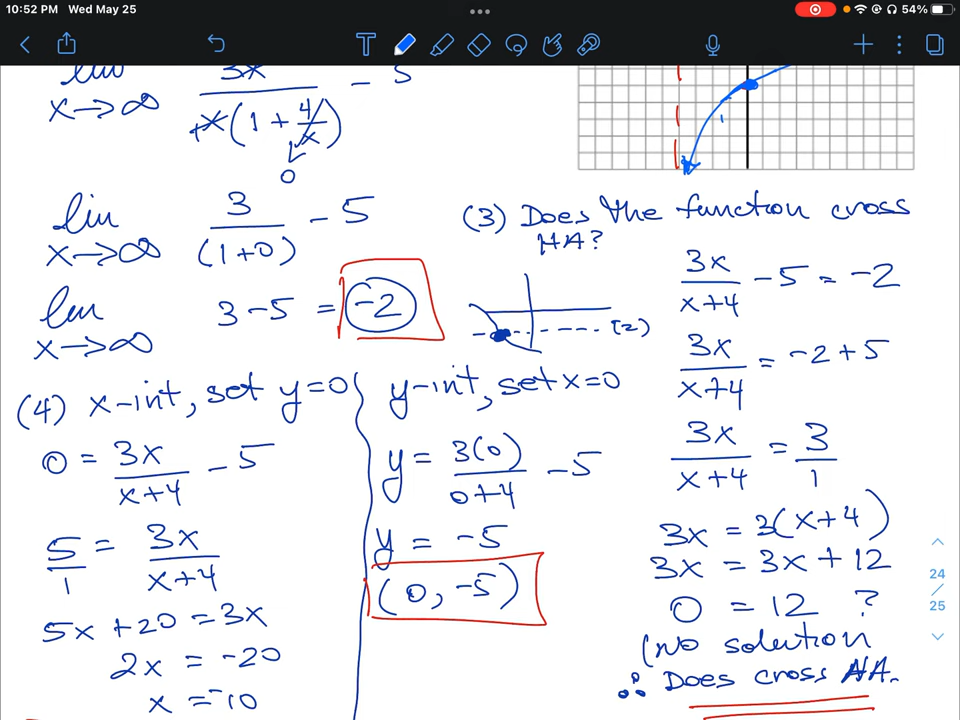 10:52 PM Wed May 25
54%
lim 3x - 5
x→∞ x(1 + 4/x)
0
lim 3 - 5
x→∞ (1+0)
lim 3 - 5 = -2
x→∞
1
(3) Does the function cross
HA?
(2)
3x/(x+4) - 5 = -2
3x/(x+4) = -2 + 5
3x/(x+4) = 3/1
3x = 3(x+4)
3x = 3x + 12
0 = 12 ?
(no solution
∴ Does cross HA.
(4) x-int, set y=0
0 = 3x/(x+4) - 5
5/1 = 3x/(x+4)
5x + 20 = 3x
2x = -20
x = -10
y-int, set x=0
y = 3(0)/(0+4) - 5
y = -5
(0, -5)
24
/
25